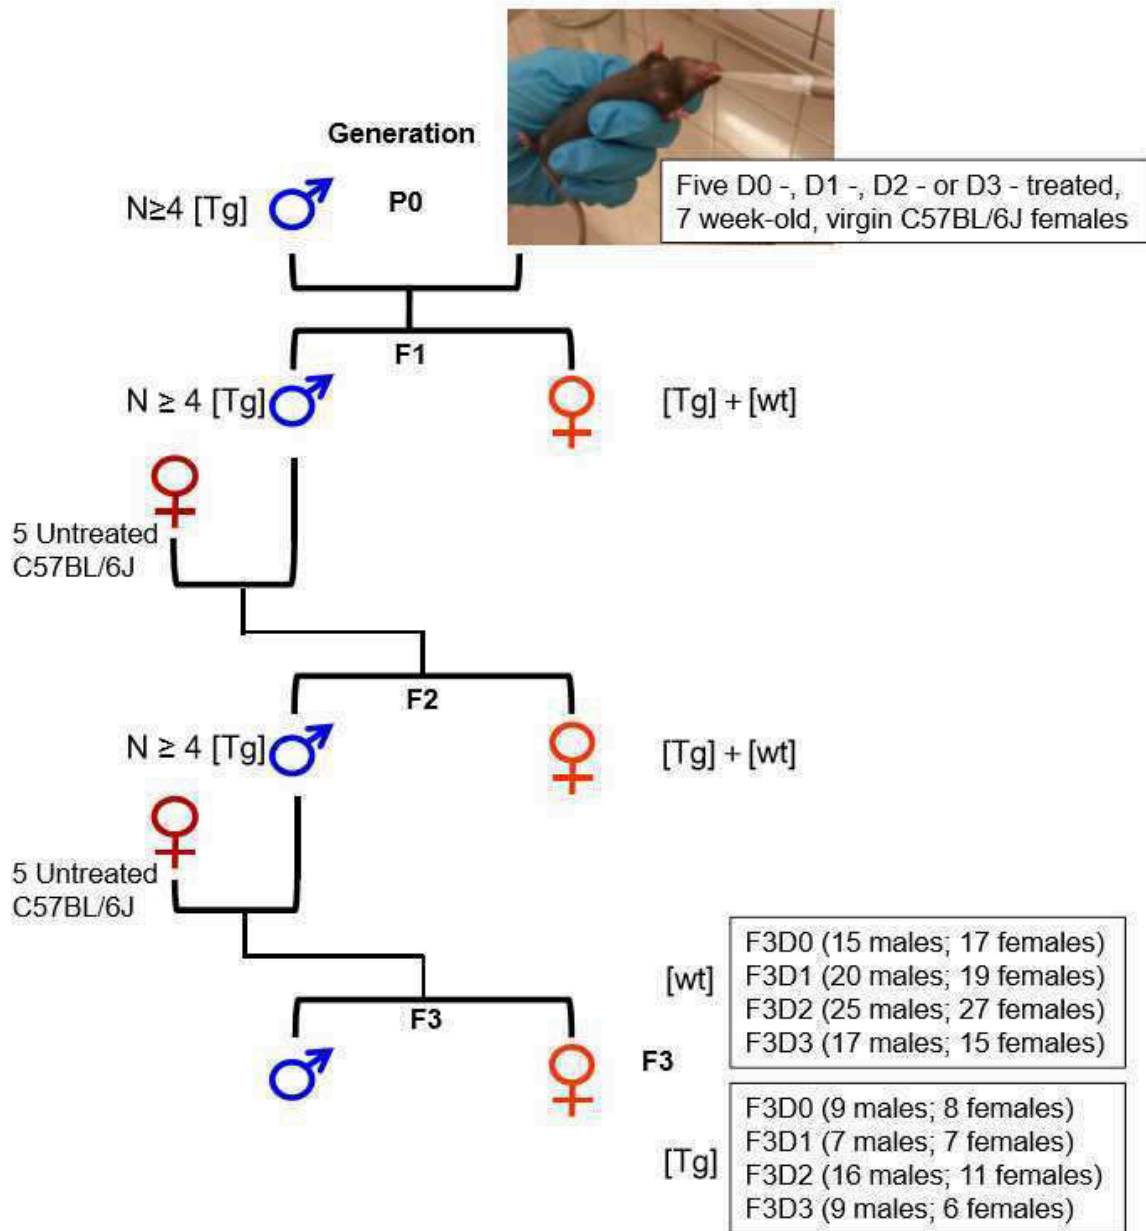 Generation
N≥4 [Tg]
P0
Five D0 -, D1 -, D2 - or D3 - treated,
7 week-old, virgin C57BL/6J females
F1
N ≥ 4 [Tg]
[Tg] + [wt]
5 Untreated
C57BL/6J
F2
N ≥ 4 [Tg]
[Tg] + [wt]
5 Untreated
C57BL/6J
F3
[wt]
F3D0 (15 males; 17 females)
F3D1 (20 males; 19 females)
F3D2 (25 males; 27 females)
F3D3 (17 males; 15 females)
F3
[Tg]
F3D0 (9 males; 8 females)
F3D1 (7 males; 7 females)
F3D2 (16 males; 11 females)
F3D3 (9 males; 6 females)